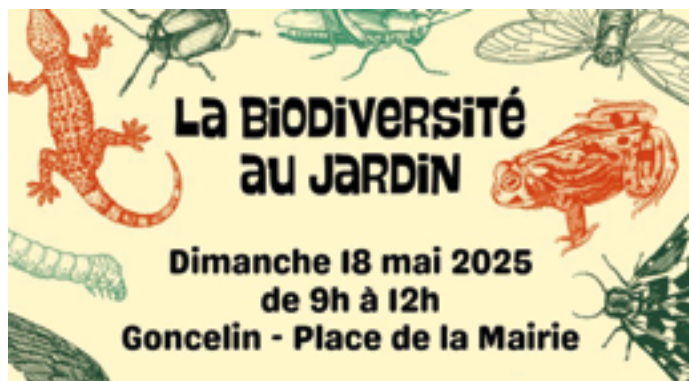 La BiODiVeRSiTé
au JaRDiN
Dimanche 18 mai 2025
de 9h à 12h
Goncelin - Place de la Mairie